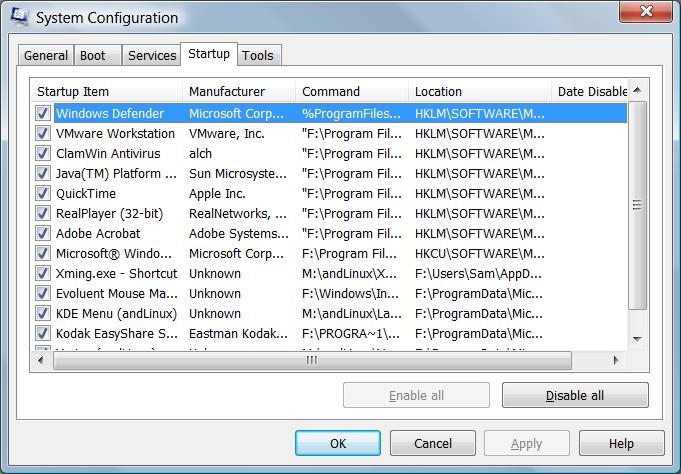 System Configuration
General Boot Services Startup Tools
Startup Item Manufacturer Command Location Date Disable
Windows Defender Microsoft Corp... %ProgramFiles... HKLM\SOFTWARE\M...
VMware Workstation VMware, Inc. "F:\Program Fil... HKLM\SOFTWARE\M...
ClamWin Antivirus alch "F:\Program Fil... HKLM\SOFTWARE\M...
Java(TM) Platform ... Sun Microsyste... "F:\Program Fil... HKLM\SOFTWARE\M...
QuickTime Apple Inc. "F:\Program Fil... HKLM\SOFTWARE\M...
RealPlayer (32-bit) RealNetworks, ... "F:\Program Fil... HKLM\SOFTWARE\M...
Adobe Acrobat Adobe Systems... "F:\Program Fil... HKLM\SOFTWARE\M...
Microsoft® Windo... Microsoft Corp... F:\Program Fil... HKCU\SOFTWARE\M...
Xming.exe - Shortcut Unknown M:\andLinux\X... F:\Users\Sam\AppD...
Evoluent Mouse Ma... Unknown F:\Windows\In... F:\ProgramData\Mic...
KDE Menu (andLinux) Unknown M:\andLinux\La... F:\ProgramData\Mic...
Kodak EasyShare S... Eastman Kodak... F:\PROGRA~1\... F:\ProgramData\Mic...
Enable all Disable all
OK Cancel Apply Help